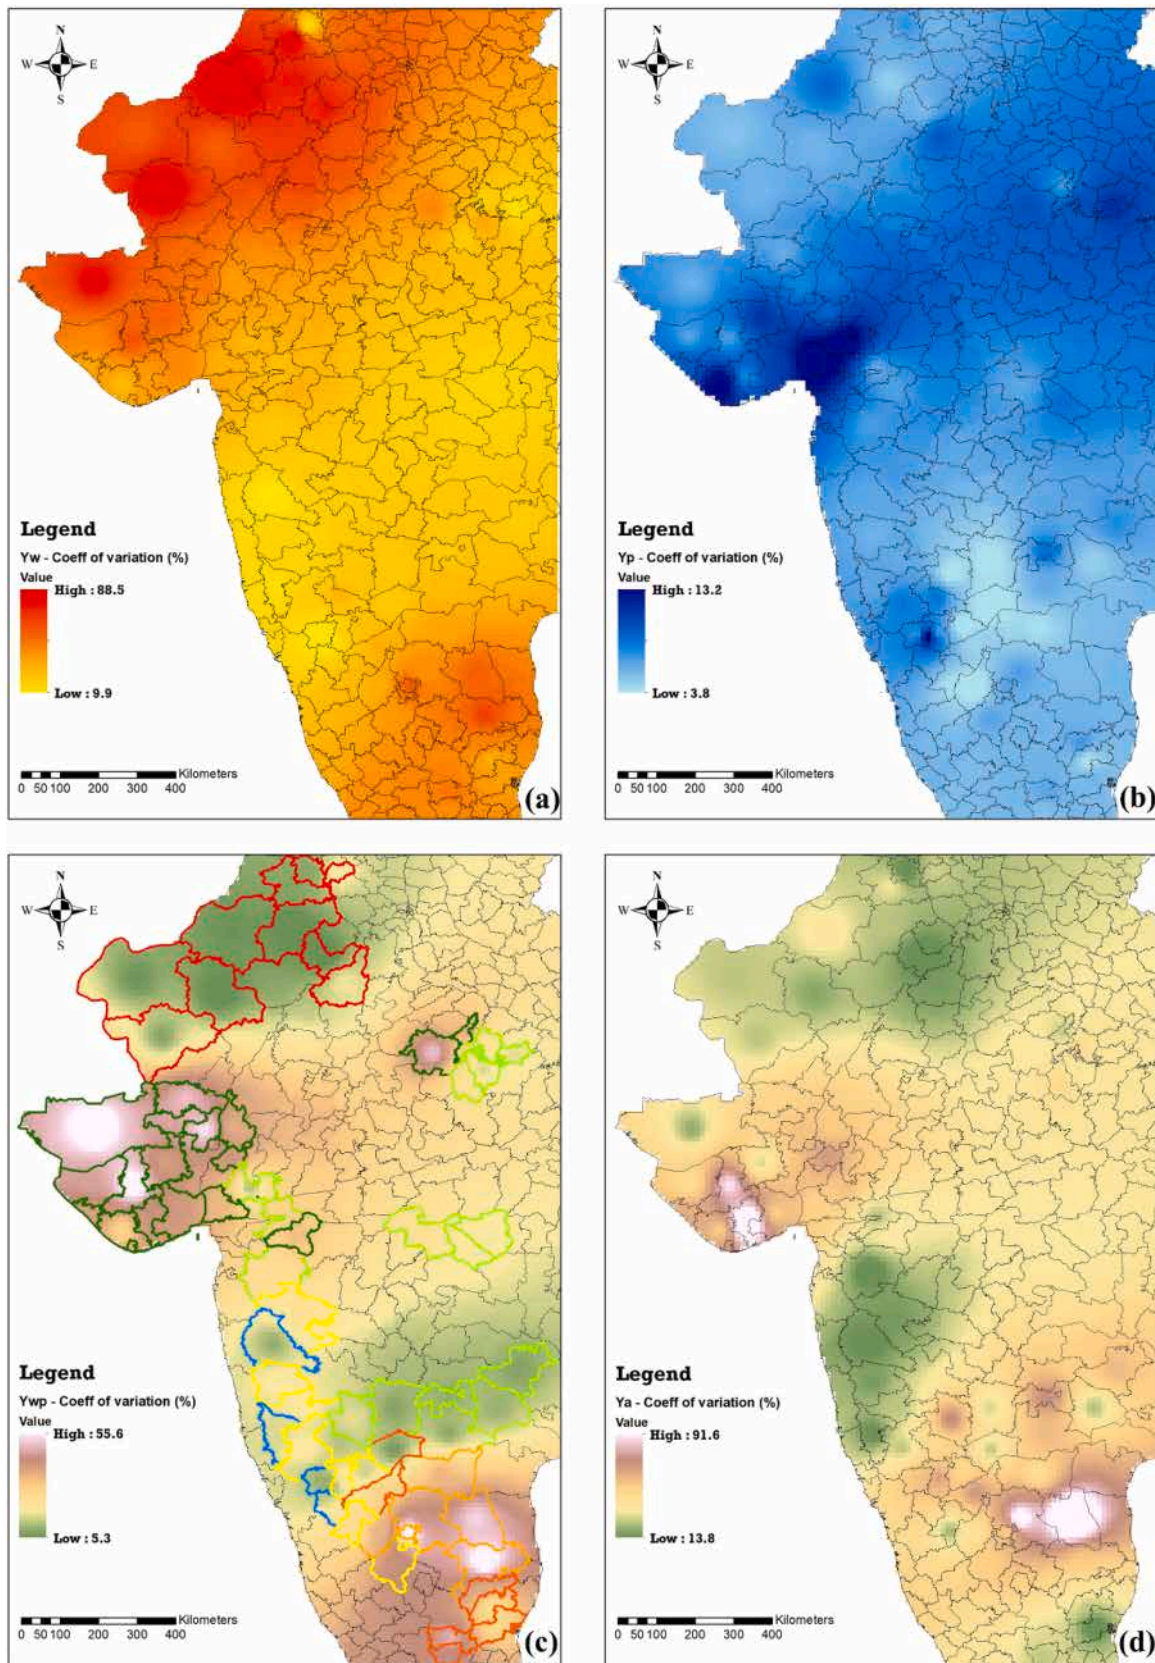 N
W E
S
Legend
Yw - Coeff of variation (%)
Value
High : 88.5
Low : 9.9
Kilometers
0 50 100 200 300 400
(a)
N
W E
S
Legend
Yp - Coeff of variation (%)
Value
High : 13.2
Low : 3.8
Kilometers
0 50 100 200 300 400
(b)
N
W E
S
Legend
Ywp - Coeff of variation (%)
Value
High : 55.6
Low : 5.3
Kilometers
0 50 100 200 300 400
(c)
N
W E
S
Legend
Ya - Coeff of variation (%)
Value
High : 91.6
Low : 13.8
Kilometers
0 50 100 200 300 400
(d)